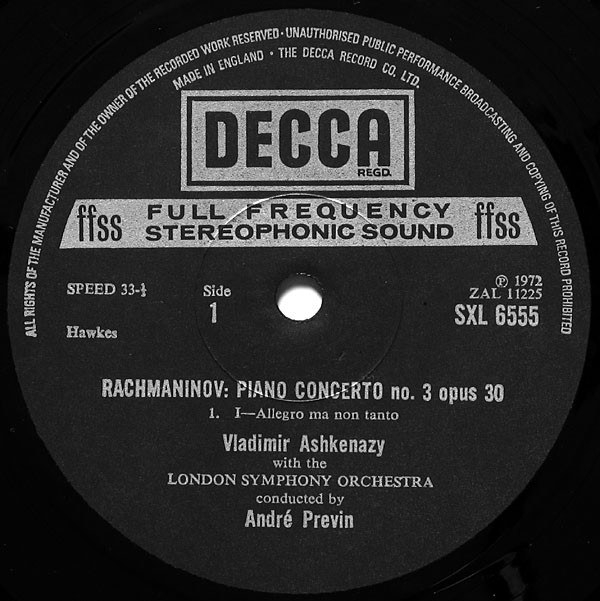 ALL RIGHTS OF THE MANUFACTURER AND OF THE OWNER OF THE RECORDED WORK RESERVED · UNAUTHORISED PUBLIC PERFORMANCE BROADCASTING AND COPYING OF THIS RECORD PROHIBITED
MADE IN ENGLAND · THE DECCA RECORD CO. LTD.
DECCA
REGD.
ffss FULL FREQUENCY STEREOPHONIC SOUND ffss
SPEED 33-⅓
Side
1
Ⓟ 1972
ZAL 11225
SXL 6555
Hawkes
RACHMANINOV: PIANO CONCERTO no. 3 opus 30
1. I—Allegro ma non tanto
Vladimir Ashkenazy
with the
LONDON SYMPHONY ORCHESTRA
conducted by
André Previn